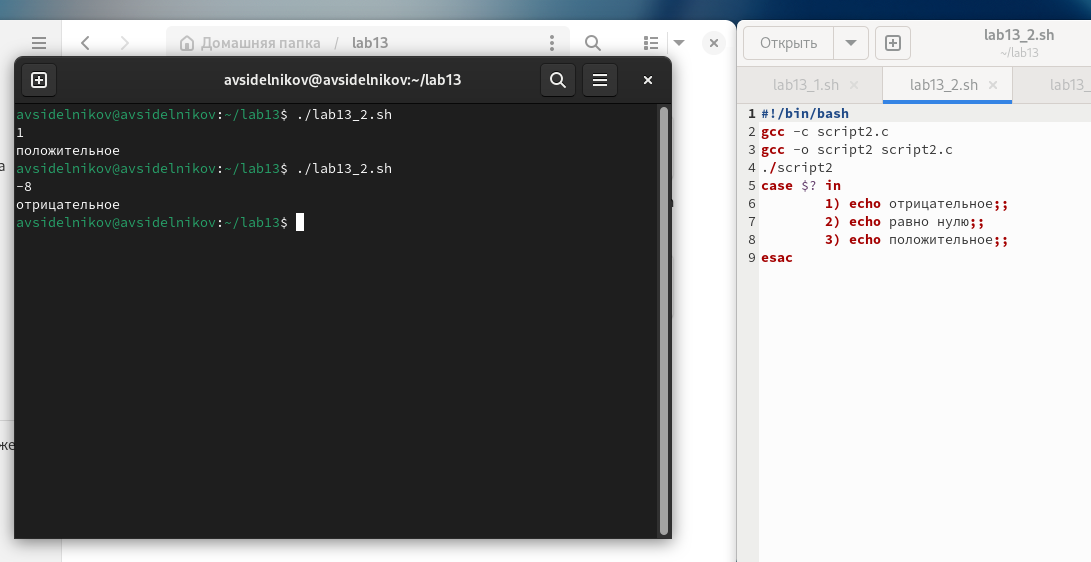 Домашняя папка / lab13
avsidelnikov@avsidelnikov:~/lab13
avsidelnikov@avsidelnikov:~/lab13$ ./lab13_2.sh
1
положительное
avsidelnikov@avsidelnikov:~/lab13$ ./lab13_2.sh
-8
отрицательное
avsidelnikov@avsidelnikov:~/lab13$
Открыть
lab13_2.sh
~/lab13
lab13_1.sh
lab13_2.sh
lab13_
1 #!/bin/bash
2 gcc -c script2.c
3 gcc -o script2 script2.c
4 ./script2
5 case $? in
6 1) echo отрицательное;;
7 2) echo равно нулю;;
8 3) echo положительное;;
9 esac